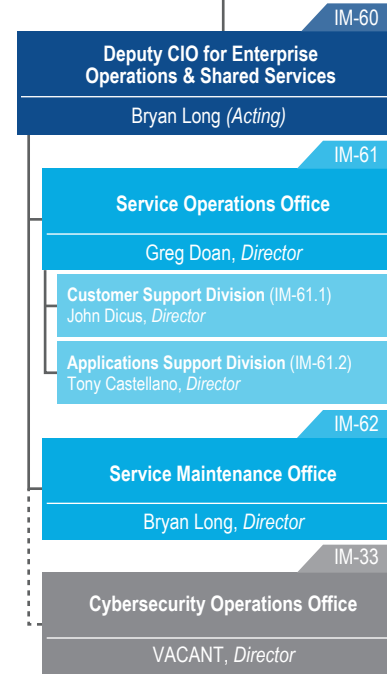 IM-60
Deputy CIO for Enterprise
Operations & Shared Services
Bryan Long (Acting)
IM-61
Service Operations Office
Greg Doan, Director
Customer Support Division (IM-61.1)
John Dicus, Director
Applications Support Division (IM-61.2)
Tony Castellano, Director
IM-62
Service Maintenance Office
Bryan Long, Director
IM-33
Cybersecurity Operations Office
VACANT, Director